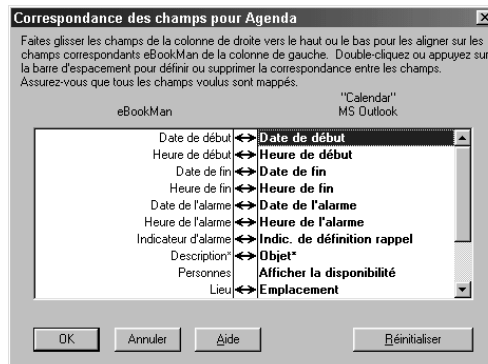 Correspondance des champs pour Agenda
Faites glisser les champs de la colonne de droite vers le haut ou le bas pour les aligner sur les
champs correspondants eBookMan de la colonne de gauche. Double-cliquez ou appuyez sur
la barre d'espacement pour définir ou supprimer la correspondance entre les champs.
Assurez-vous que tous les champs voulus sont mappés.
"Calendar"
eBookMan MS Outlook
Date de début ↔ Date de début
Heure de début ↔ Heure de début
Date de fin ↔ Date de fin
Heure de fin ↔ Heure de fin
Date de l'alarme ↔ Date de l'alarme
Heure de l'alarme ↔ Heure de l'alarme
Indicateur d'alarme ↔ Indic. de définition rappel
Description* ↔ Objet*
Personnes Afficher la disponibilité
Lieu ↔ Emplacement
OK Annuler Aide Réinitialiser